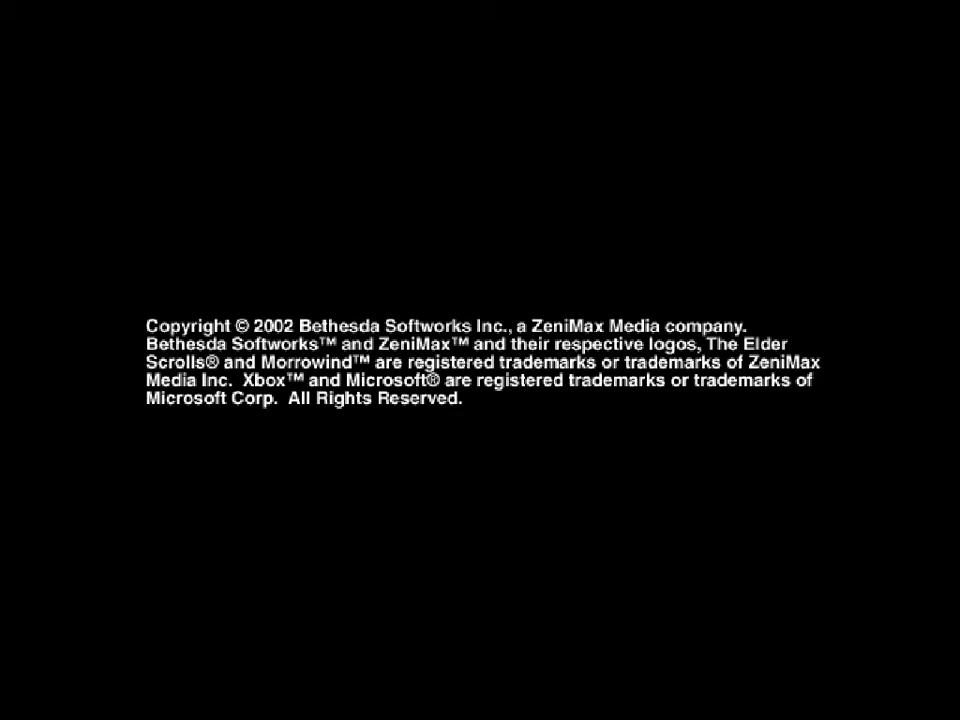 Copyright © 2002 Bethesda Softworks Inc., a ZeniMax Media company.
Bethesda Softworks™ and ZeniMax™ and their respective logos, The Elder
Scrolls® and Morrowind™ are registered trademarks or trademarks of ZeniMax
Media Inc.  Xbox™ and Microsoft® are registered trademarks or trademarks of
Microsoft Corp.  All Rights Reserved.